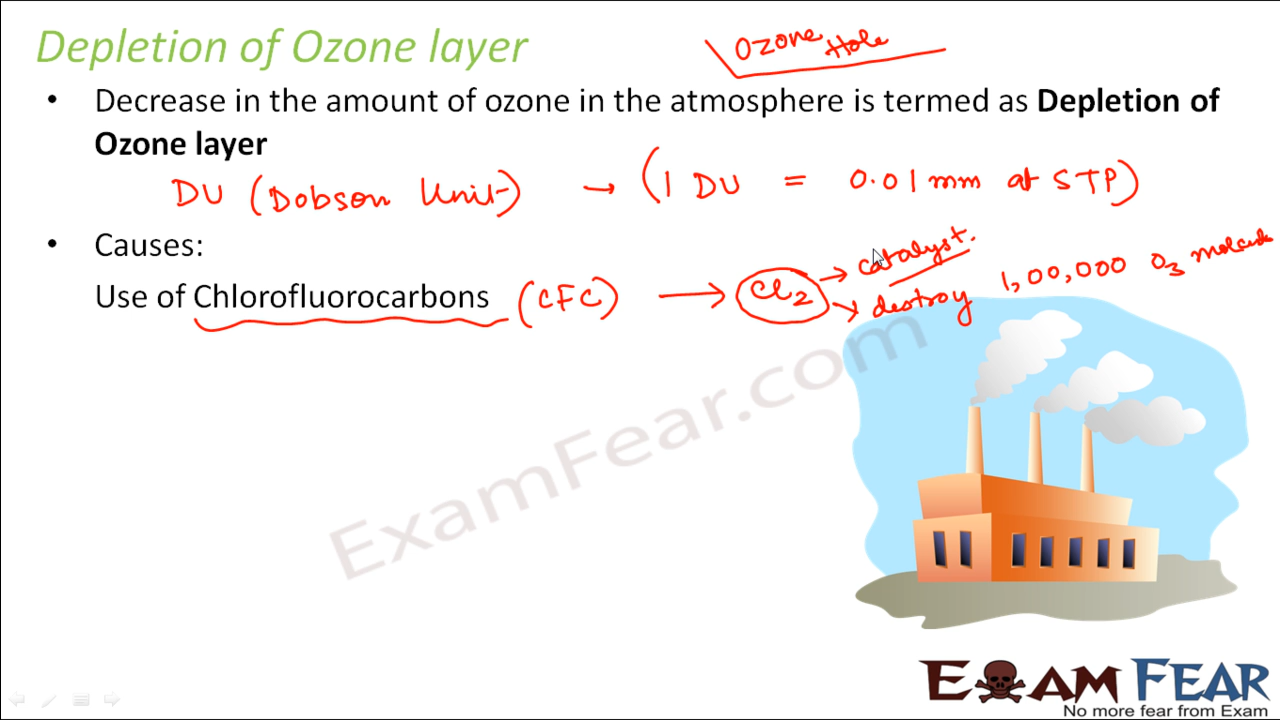 Depletion of Ozone layer
Ozone Hole
• Decrease in the amount of ozone in the atmosphere is termed as Depletion of
Ozone layer
DU (Dobson Unit) → (1 DU = 0.01 mm at STP)
• Causes:
→ catalyst.
Use of Chlorofluorocarbons (CFC) → Cl2
→ destroy 1,00,000 O3 molecule
ExamFear.com
EXAM FEAR
No more fear from Exam